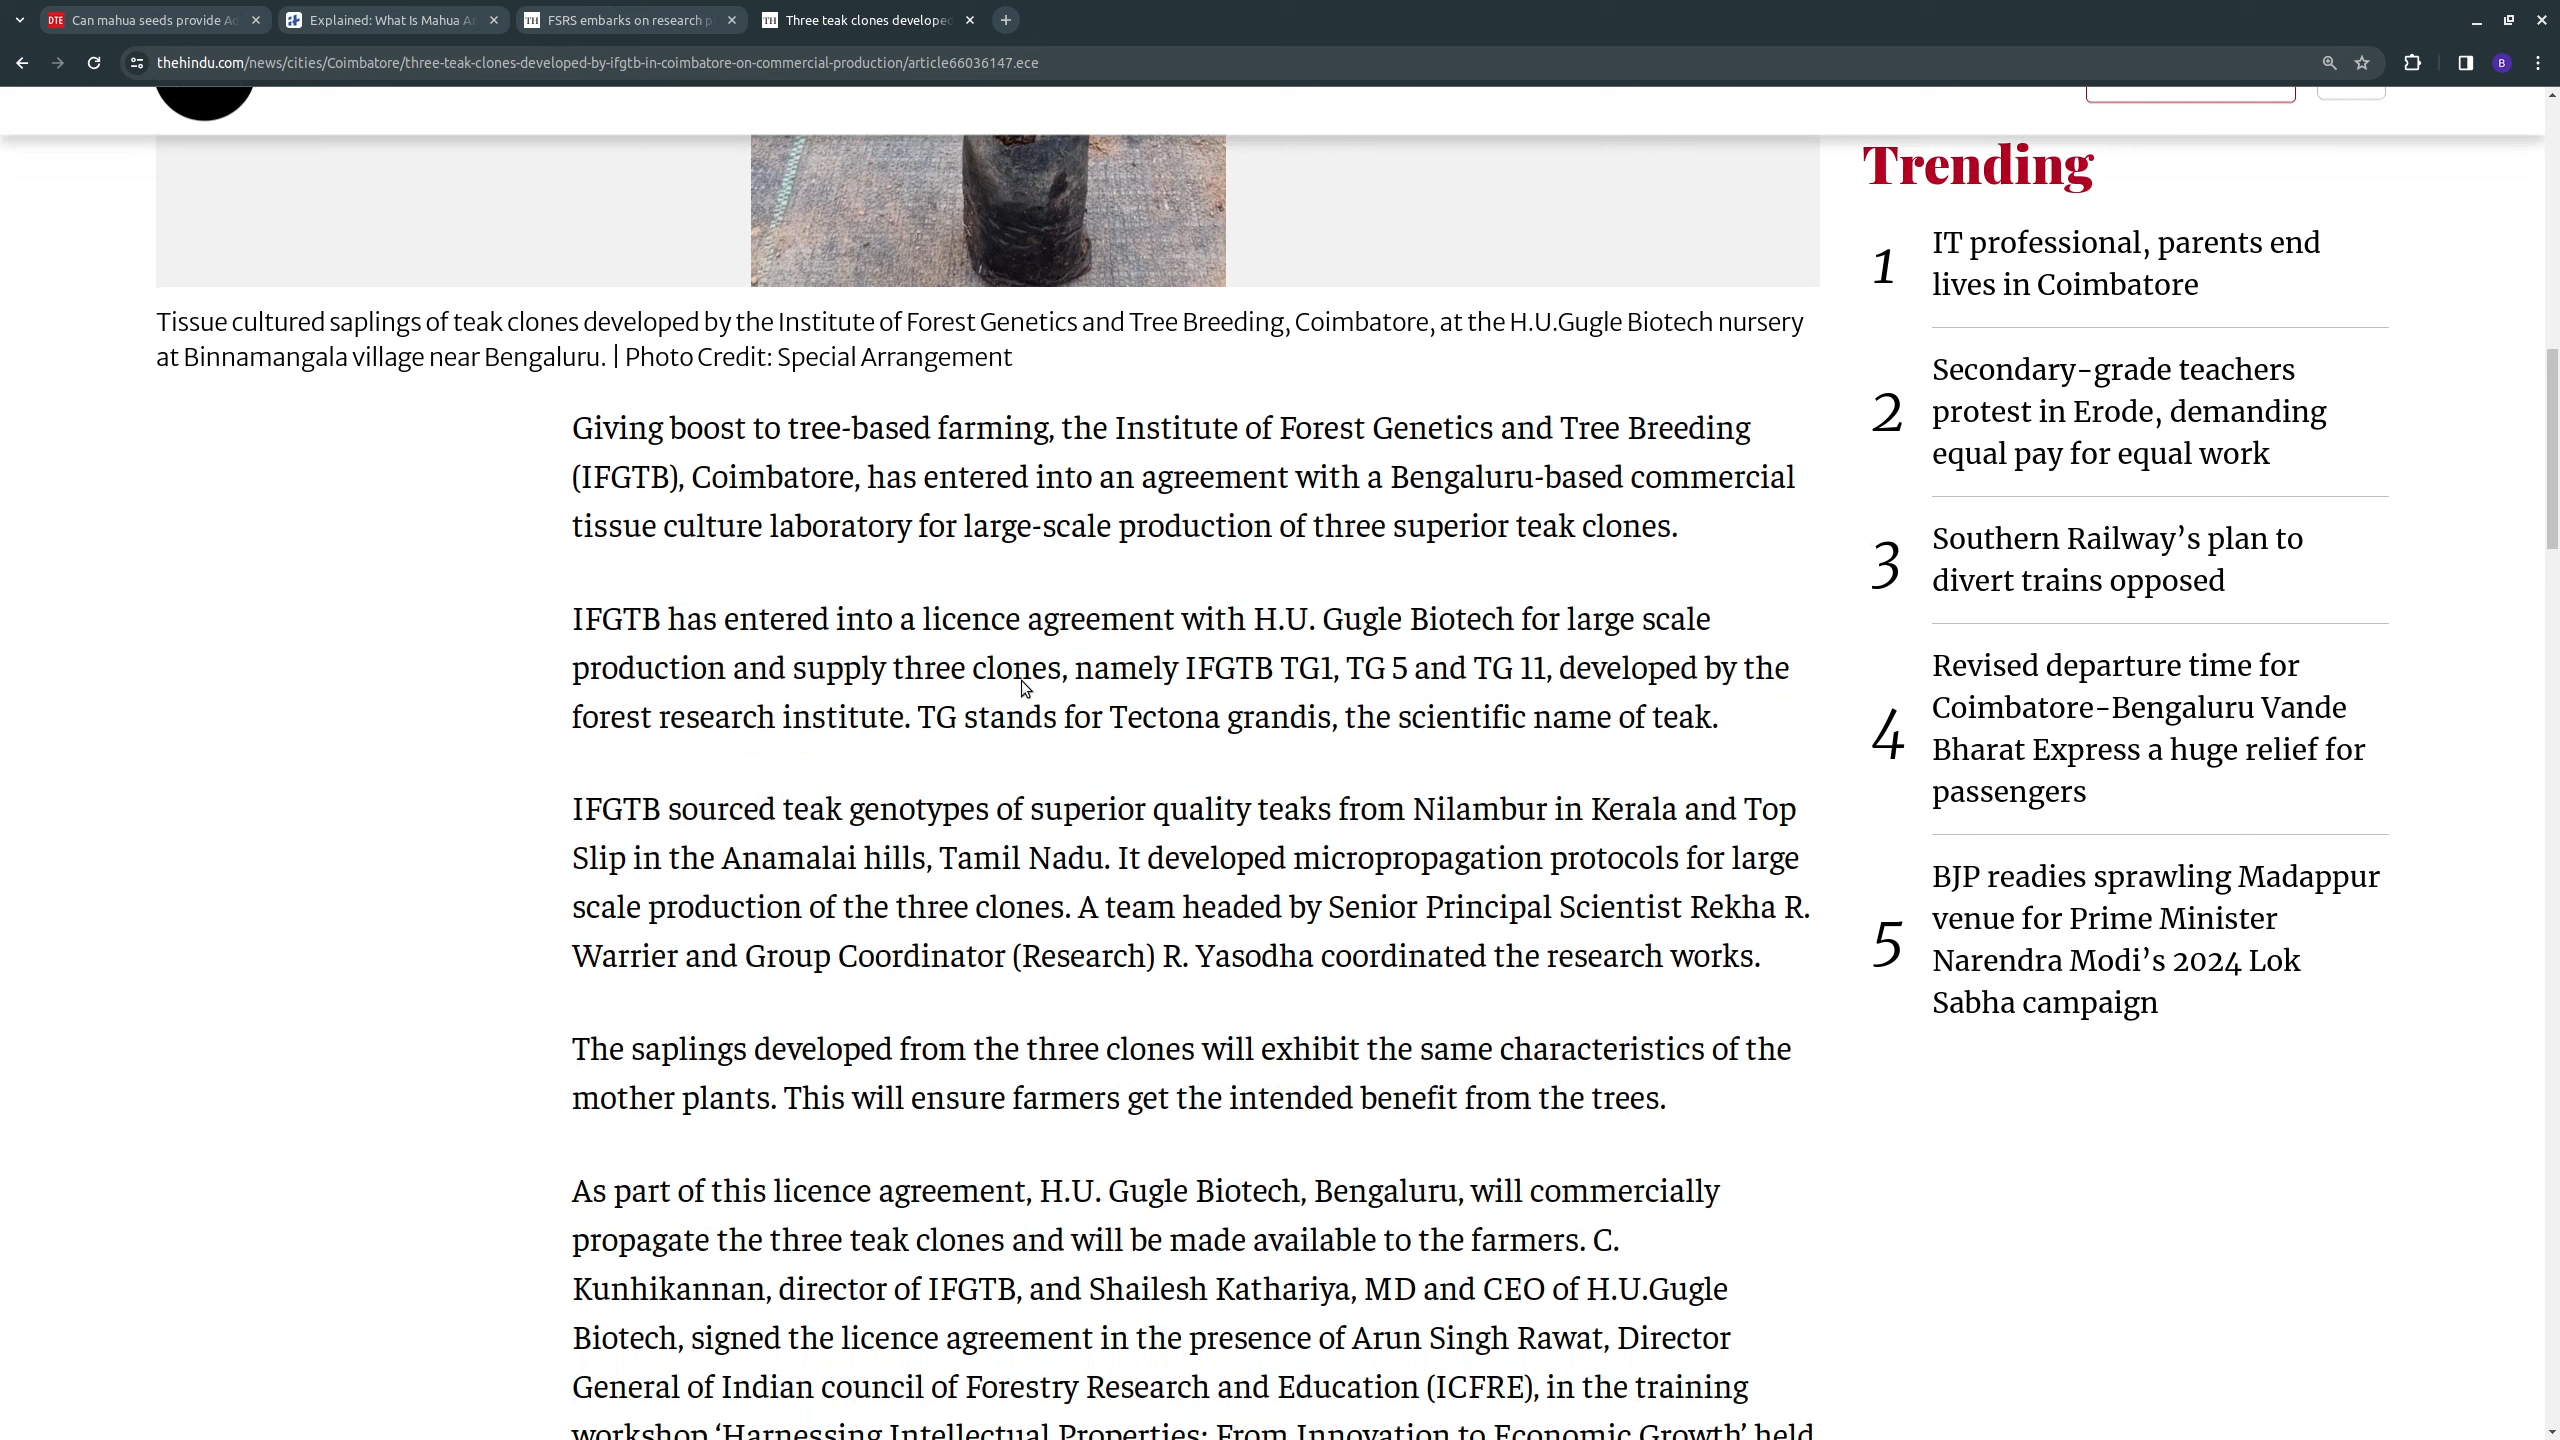 Can mahua seeds provide Ad
Explained: What Is Mahua Ar
FSRS embarks on research p
Three teak clones developed
thehindu.com/news/cities/Coimbatore/three-teak-clones-developed-by-ifgtb-in-coimbatore-on-commercial-production/article66036147.ece
B
Tissue cultured saplings of teak clones developed by the Institute of Forest Genetics and Tree Breeding, Coimbatore, at the H.U.Gugle Biotech nursery
at Binnamangala village near Bengaluru. | Photo Credit: Special Arrangement
Giving boost to tree-based farming, the Institute of Forest Genetics and Tree Breeding
(IFGTB), Coimbatore, has entered into an agreement with a Bengaluru-based commercial
tissue culture laboratory for large-scale production of three superior teak clones.
IFGTB has entered into a licence agreement with H.U. Gugle Biotech for large scale
production and supply three clones, namely IFGTB TG1, TG 5 and TG 11, developed by the
forest research institute. TG stands for Tectona grandis, the scientific name of teak.
IFGTB sourced teak genotypes of superior quality teaks from Nilambur in Kerala and Top
Slip in the Anamalai hills, Tamil Nadu. It developed micropropagation protocols for large
scale production of the three clones. A team headed by Senior Principal Scientist Rekha R.
Warrier and Group Coordinator (Research) R. Yasodha coordinated the research works.
The saplings developed from the three clones will exhibit the same characteristics of the
mother plants. This will ensure farmers get the intended benefit from the trees.
As part of this licence agreement, H.U. Gugle Biotech, Bengaluru, will commercially
propagate the three teak clones and will be made available to the farmers. C.
Kunhikannan, director of IFGTB, and Shailesh Kathariya, MD and CEO of H.U.Gugle
Biotech, signed the licence agreement in the presence of Arun Singh Rawat, Director
General of Indian council of Forestry Research and Education (ICFRE), in the training
workshop ‘Harnessing Intellectual Properties: From Innovation to Economic Growth’ held
Trending
1
IT professional, parents end
lives in Coimbatore
2
Secondary-grade teachers
protest in Erode, demanding
equal pay for equal work
3
Southern Railway’s plan to
divert trains opposed
4
Revised departure time for
Coimbatore-Bengaluru Vande
Bharat Express a huge relief for
passengers
5
BJP readies sprawling Madappur
venue for Prime Minister
Narendra Modi’s 2024 Lok
Sabha campaign